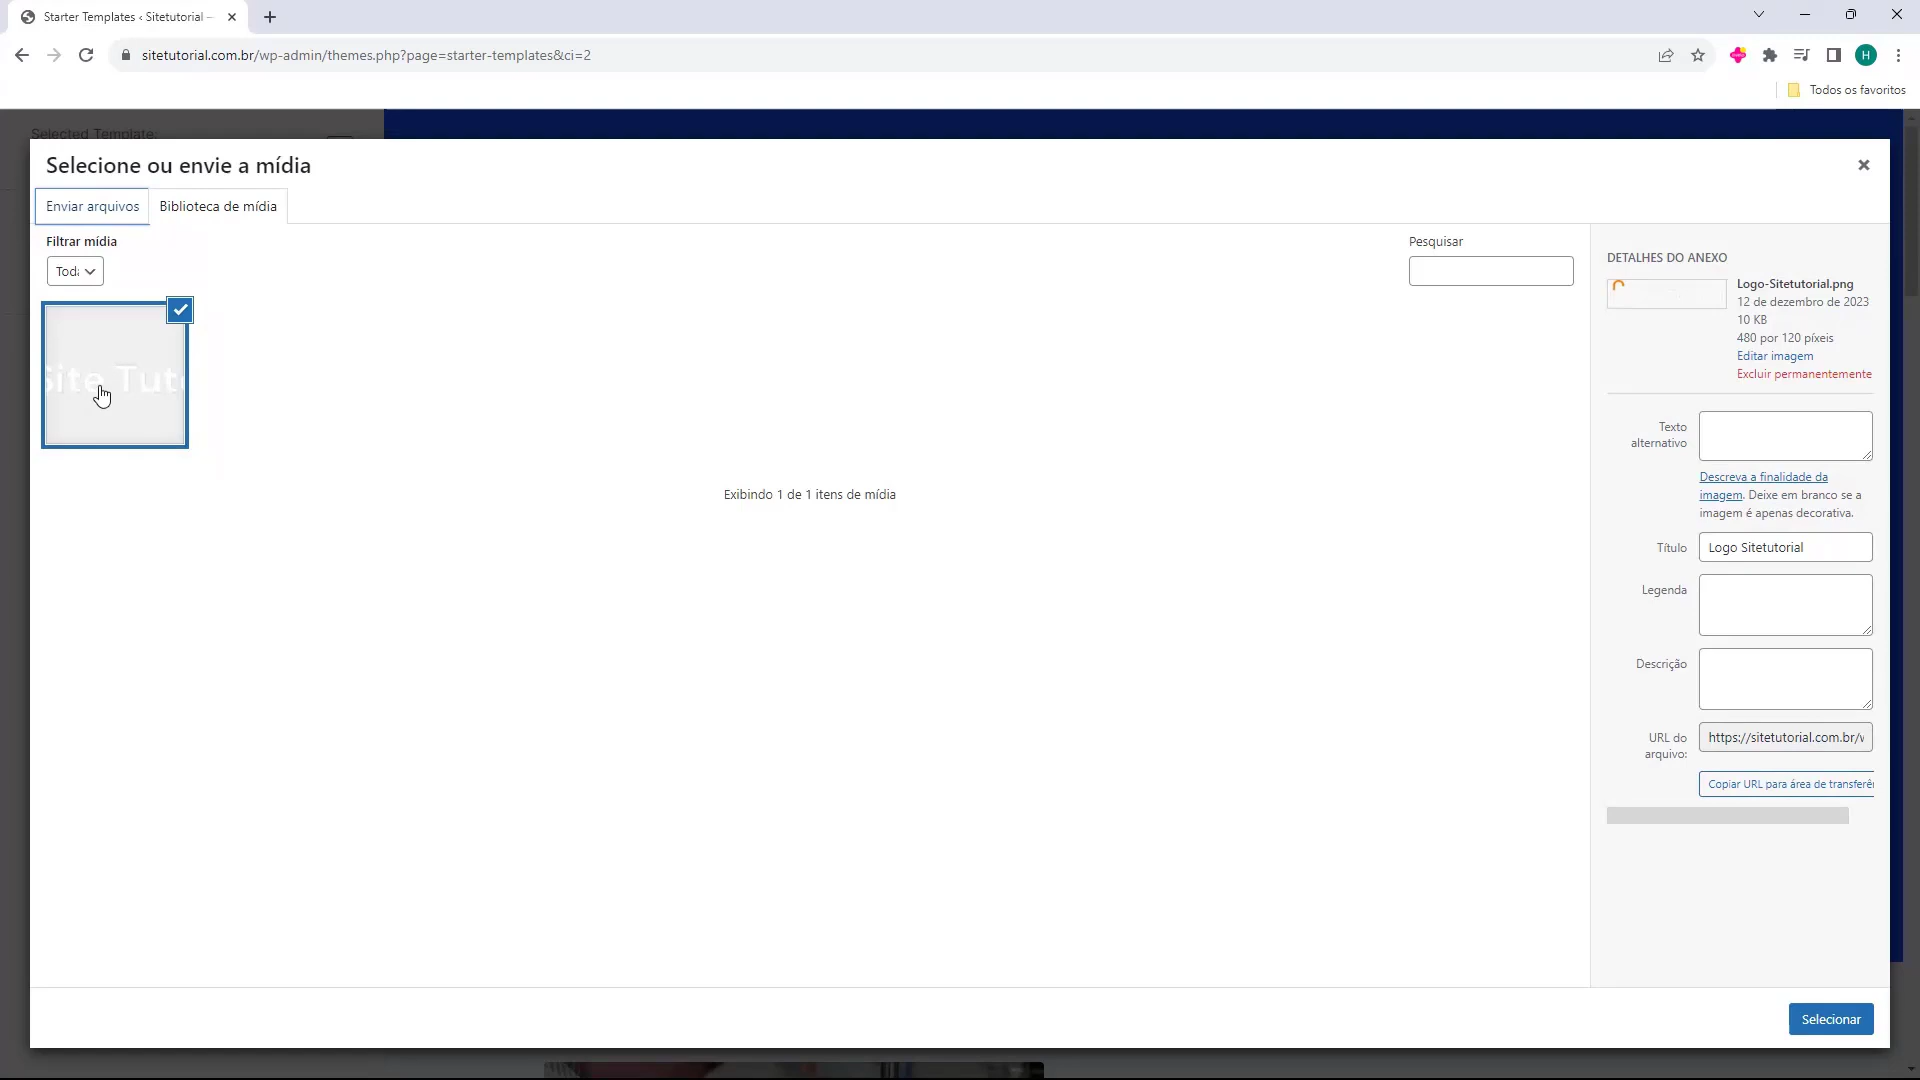 Starter Templates ‹ Sitetutorial –
sitetutorial.com.br/wp-admin/themes.php?page=starter-templates&ci=2
H
Todos os favoritos
Selected Template:
Selecione ou envie a mídia
Enviar arquivos
Biblioteca de mídia
Filtrar mídia
Pesquisar
Toda
Site Tuto
Exibindo 1 de 1 itens de mídia
DETALHES DO ANEXO
Logo-Sitetutorial.png
12 de dezembro de 2023
10 KB
480 por 120 píxeis
Editar imagem
Excluir permanentemente
Texto
alternativo
Descreva a finalidade da
imagem. Deixe em branco se a
imagem é apenas decorativa.
Título
Logo Sitetutorial
Legenda
Descrição
URL do
arquivo:
https://sitetutorial.com.br/w
Copiar URL para área de transferên
Selecionar